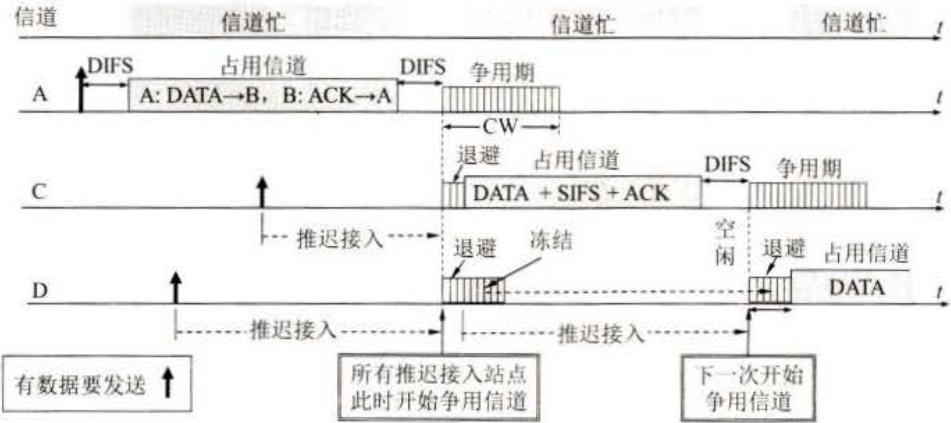 信道
信道忙
信道忙
信道忙
t
DIFS
占用信道
DIFS
争用期
A
A: DATA→B, B: ACK→A
t
CW
退避
占用信道
DIFS
争用期
C
DATA + SIFS + ACK
t
推迟接入
退避
冻结
空闲
退避
占用信道
D
DATA
t
推迟接入
推迟接入
有数据要发送
所有推迟接入站点
此时开始争用信道
下一次开始
争用信道